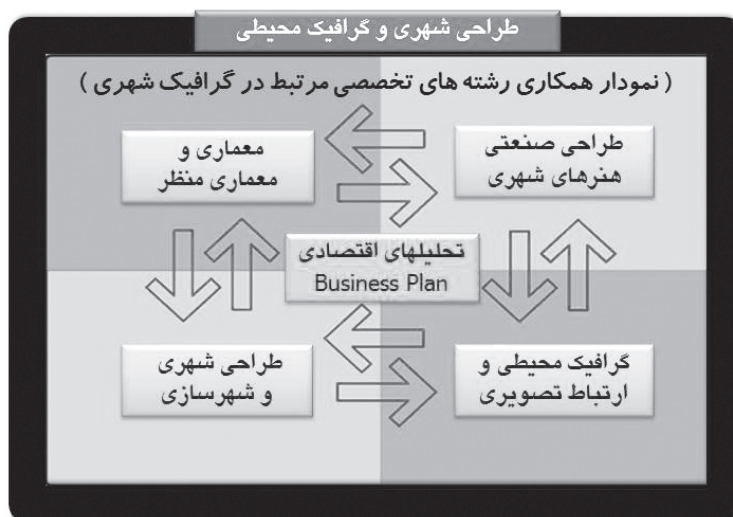 طراحی شهری و گرافیک محیطی
( نمودار همکاری رشته های تخصصی مرتبط در گرافیک شهری )
طراحی صنعتی
هنرهای شهری
معماری و
معماری منظر
تحلیلهای اقتصادی
Business Plan
گرافیک محیطی و
ارتباط تصویری
طراحی شهری
و شهرسازی